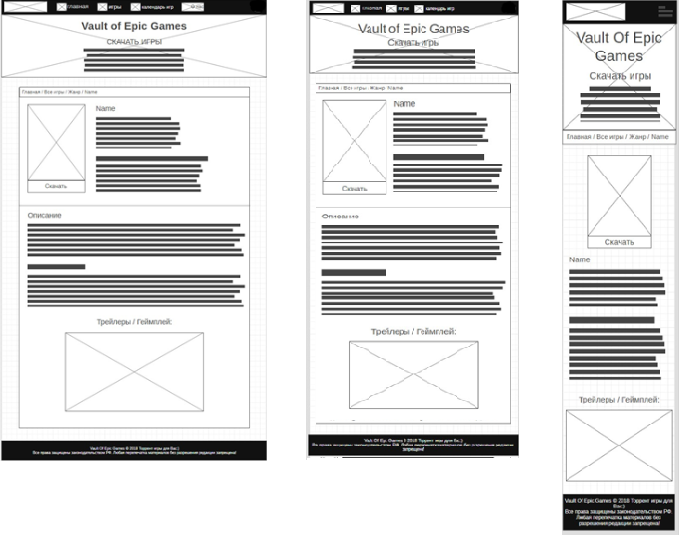 Главная
игры
календарь игр
Vault of Epic Games
СКАЧАТЬ ИГРЫ
Главная / Все игры / Жанр / Name
Name
Скачать
Описание
Трейлеры / Геймплей:
Vault Of Epic Games © 2018 Торрент игры для Вас:)
Все права защищены законодательством РФ. Любая перепечатка материалов без разрешения редакции запрещена!
Главная
игры
календарь игр
Vault of Epic Games
Скачать игры
Главная / Все игры / Жанр / Name
Name
Скачать
Описание
Трейлеры / Геймплей:
Vault Of Epic Games © 2018 Торрент игры для Вас:)
Все права защищены законодательством РФ. Любая перепечатка материалов без разрешения редакции
запрещена!
Vault Of Epic
Games
Скачать игры
Главная / Все игры / Жанр / Name
Скачать
Name
Трейлеры / Геймплей:
Vault Of Epic Games © 2018 Торрент игры для
Вас:)
Все права защищены законодательством РФ.
Любая перепечатка материалов без
разрешения редакции запрещена!